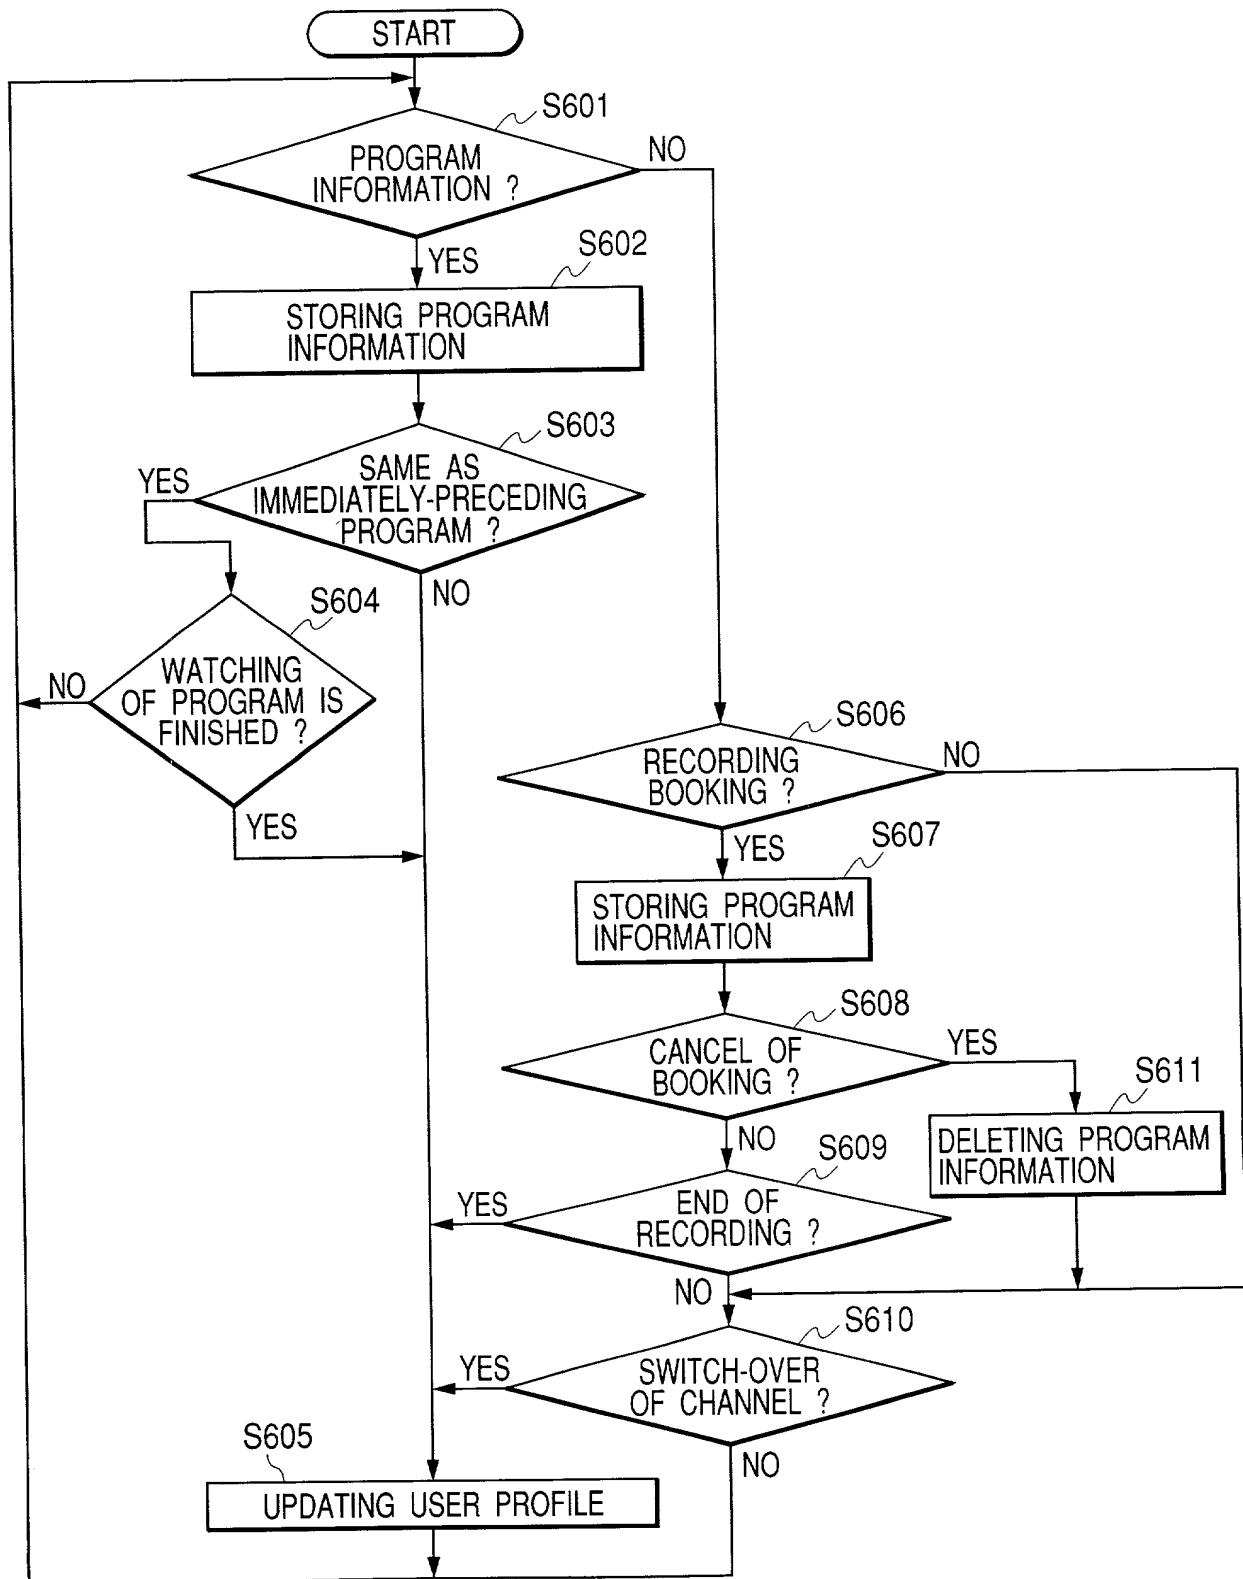 START
S601
PROGRAM
INFORMATION ?
NO
YES
S602
STORING PROGRAM
INFORMATION
S603
SAME AS
IMMEDIATELY-PRECEDING
PROGRAM ?
YES
NO
S604
WATCHING
OF PROGRAM IS
FINISHED ?
NO
YES
S606
RECORDING
BOOKING ?
NO
YES
S607
STORING PROGRAM
INFORMATION
S608
CANCEL OF
BOOKING ?
YES
NO
S611
DELETING PROGRAM
INFORMATION
S609
END OF
RECORDING ?
YES
NO
S610
SWITCH-OVER
OF CHANNEL ?
YES
NO
S605
UPDATING USER PROFILE